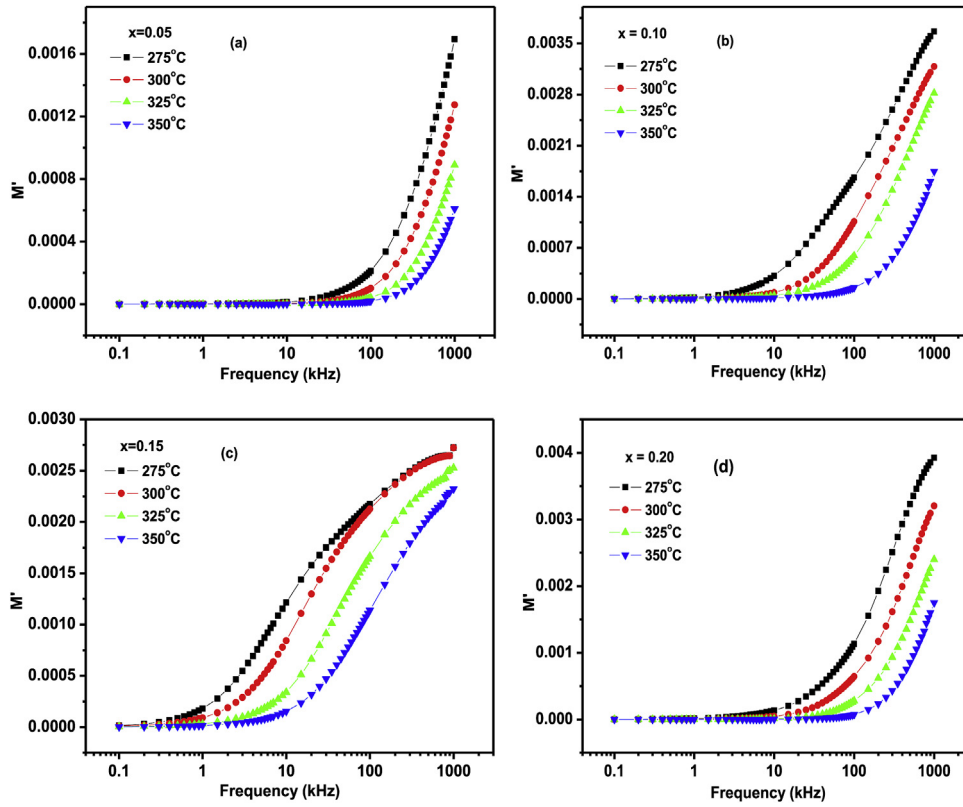 x=0.05
(a)
275°C
300°C
325°C
350°C
0.0016
0.0012
0.0008
0.0004
0.0000
M'
0.1
1
10
100
1000
Frequency (kHz)
x = 0.10
(b)
275°C
300°C
325°C
350°C
0.0035
0.0028
0.0021
0.0014
0.0007
0.0000
M'
0.1
1
10
100
1000
Frequency (kHz)
x=0.15
(c)
275°C
300°C
325°C
350°C
0.0030
0.0025
0.0020
0.0015
0.0010
0.0005
0.0000
M'
0.1
1
10
100
1000
Frequency (kHz)
x = 0.20
(d)
275°C
300°C
325°C
350°C
0.004
0.003
0.002
0.001
0.000
M'
0.1
1
10
100
1000
Frequency (kHz)